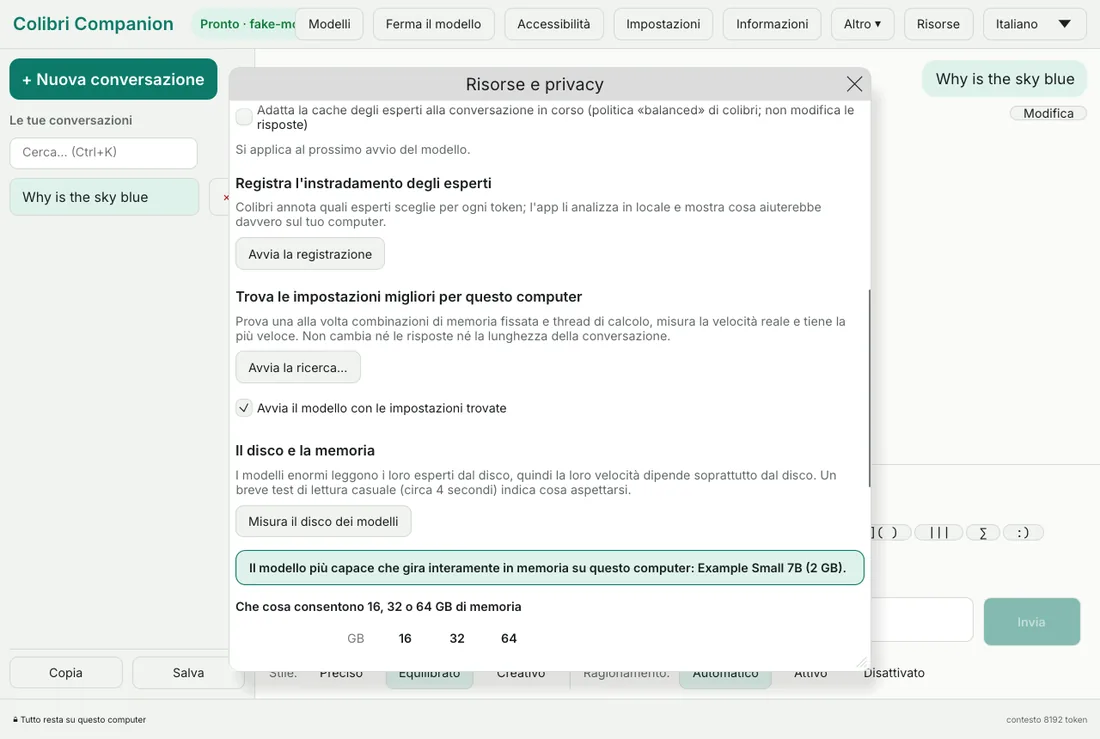 Colibri Companion
Pronto · fake-mo
Modelli
Ferma il modello
Accessibilità
Impostazioni
Informazioni
Altro ▾
Risorse
Italiano
+ Nuova conversazione
Le tue conversazioni
Cerca... (Ctrl+K)
Why is the sky blue
×
Why is the sky blue
Modifica
Risorse e privacy
Adatta la cache degli esperti alla conversazione in corso (politica «balanced» di colibri; non modifica le
risposte)
Si applica al prossimo avvio del modello.
Registra l'instradamento degli esperti
Colibri annota quali esperti sceglie per ogni token; l'app li analizza in locale e mostra cosa aiuterebbe
davvero sul tuo computer.
Avvia la registrazione
Trova le impostazioni migliori per questo computer
Prova una alla volta combinazioni di memoria fissata e thread di calcolo, misura la velocità reale e tiene la
più veloce. Non cambia né le risposte né la lunghezza della conversazione.
Avvia la ricerca...
Avvia il modello con le impostazioni trovate
Il disco e la memoria
I modelli enormi leggono i loro esperti dal disco, quindi la loro velocità dipende soprattutto dal disco. Un
breve test di lettura casuale (circa 4 secondi) indica cosa aspettarsi.
Misura il disco dei modelli
Il modello più capace che gira interamente in memoria su questo computer: Example Small 7B (2 GB).
Che cosa consentono 16, 32 o 64 GB di memoria
GB 16 32 64
]( ) ||| ∑ :)
Invia
Copia
Salva
Stile: Preciso Equilibrato Creativo Ragionamento: Automatico Attivo Disattivato
Tutto resta su questo computer
contesto 8192 token